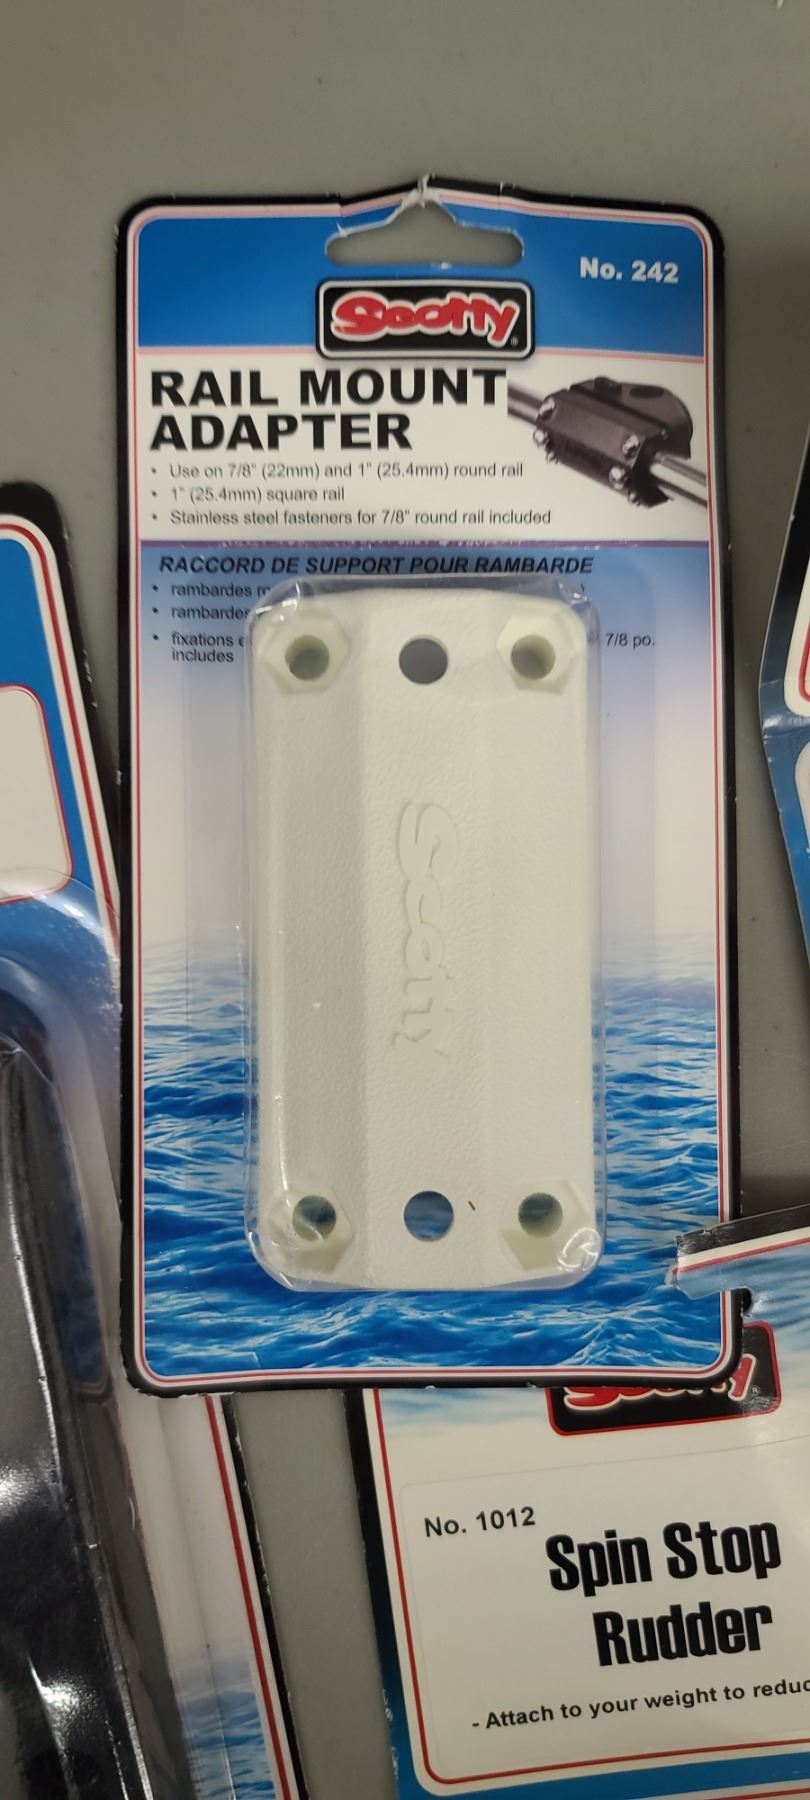 No. 242
Scotty
RAIL MOUNT
ADAPTER
• Use on 7/8" (22mm) and 1" (25.4mm) round rail
• 1" (25.4mm) square rail
• Stainless steel fasteners for 7/8" round rail included
RACCORD DE SUPPORT POUR RAMBARDE
• rambardes
• rambardes
• fixations 7/8 po.
includes
Scotty
Scotty
No. 1012
Spin Stop
Rudder
- Attach to your weight to